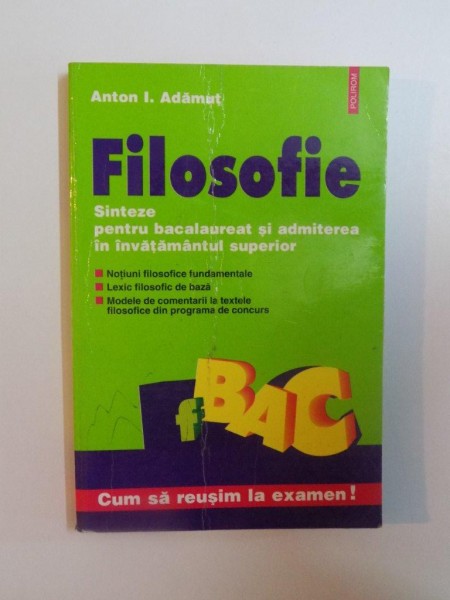 Anton I. Adămuț
POLIROM
Filosofie
Sinteze
pentru bacalaureat și admiterea
în învățământul superior
Noțiuni filosofice fundamentale
Lexic filosofic de bază
Modele de comentarii la textele
filosofice din programa de concurs
f BAC
Cum să reușim la examen!